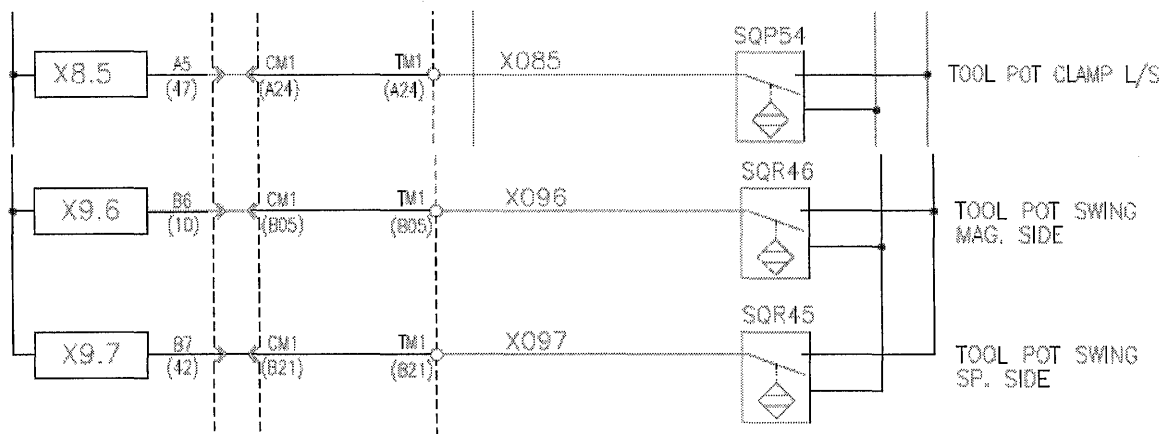 SQP54
X8.5 A5 CM1 TM1 X085 TOOL POT CLAMP L/S
(47) (A24) (A24)
SQR46
X9.6 B6 CM1 TM1 X096 TOOL POT SWING
(10) (B05) (B05) MAG. SIDE
SQR45
X9.7 B7 CM1 TM1 X097 TOOL POT SWING
(42) (B21) (B21) SP. SIDE